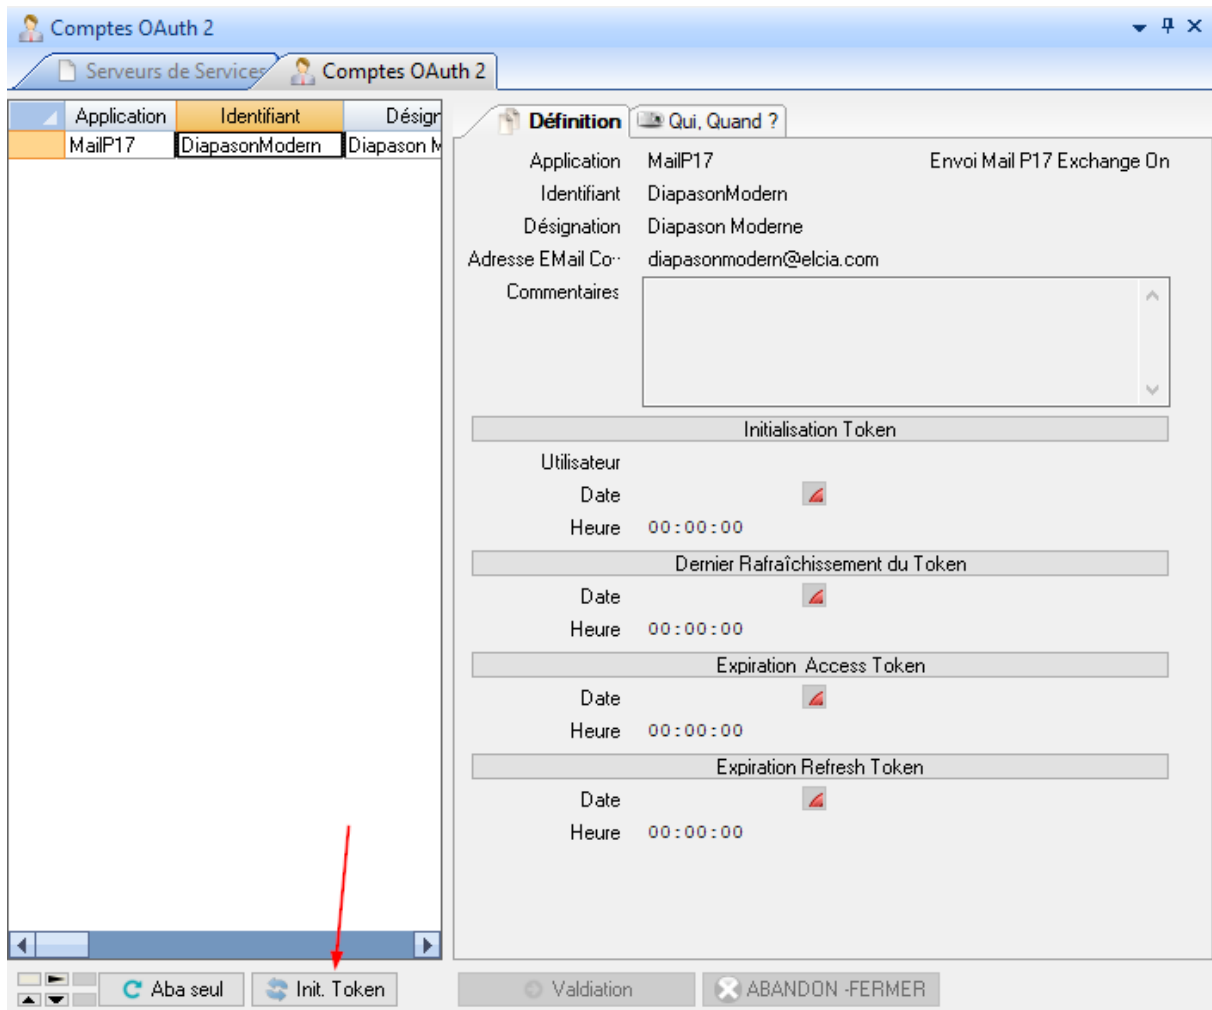 Comptes OAuth 2
Serveurs de Services
Comptes OAuth 2
Application Identifiant Désign
MailP17 DiapasonModern Diapason M
Définition Qui, Quand ?
Application MailP17 Envoi Mail P17 Exchange On
Identifiant DiapasonModern
Désignation Diapason Moderne
Adresse EMail Co·· diapasonmodern@elcia.com
Commentaires
Initialisation Token
Utilisateur
Date
Heure 00:00:00
Dernier Rafraîchissement du Token
Date
Heure 00:00:00
Expiration Access Token
Date
Heure 00:00:00
Expiration Refresh Token
Date
Heure 00:00:00
Aba seul Init. Token Valdiation ABANDON -FERMER